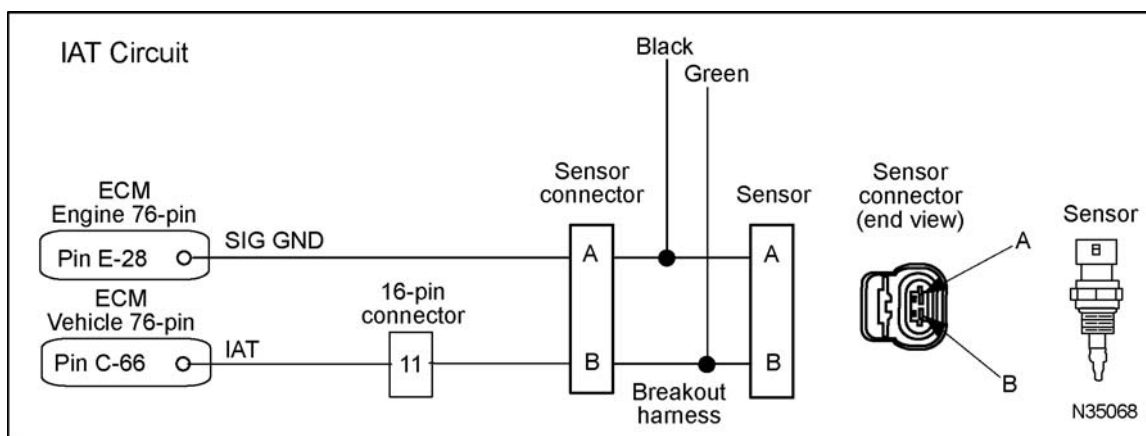 IAT Circuit
Black
Green
ECM
Engine 76-pin
Pin E-28
SIG GND
ECM
Vehicle 76-pin
Pin C-66
IAT
16-pin
connector
11
Sensor
connector
A
B
Sensor
A
B
Breakout
harness
Sensor
connector
(end view)
A
B
Sensor
B
N35068